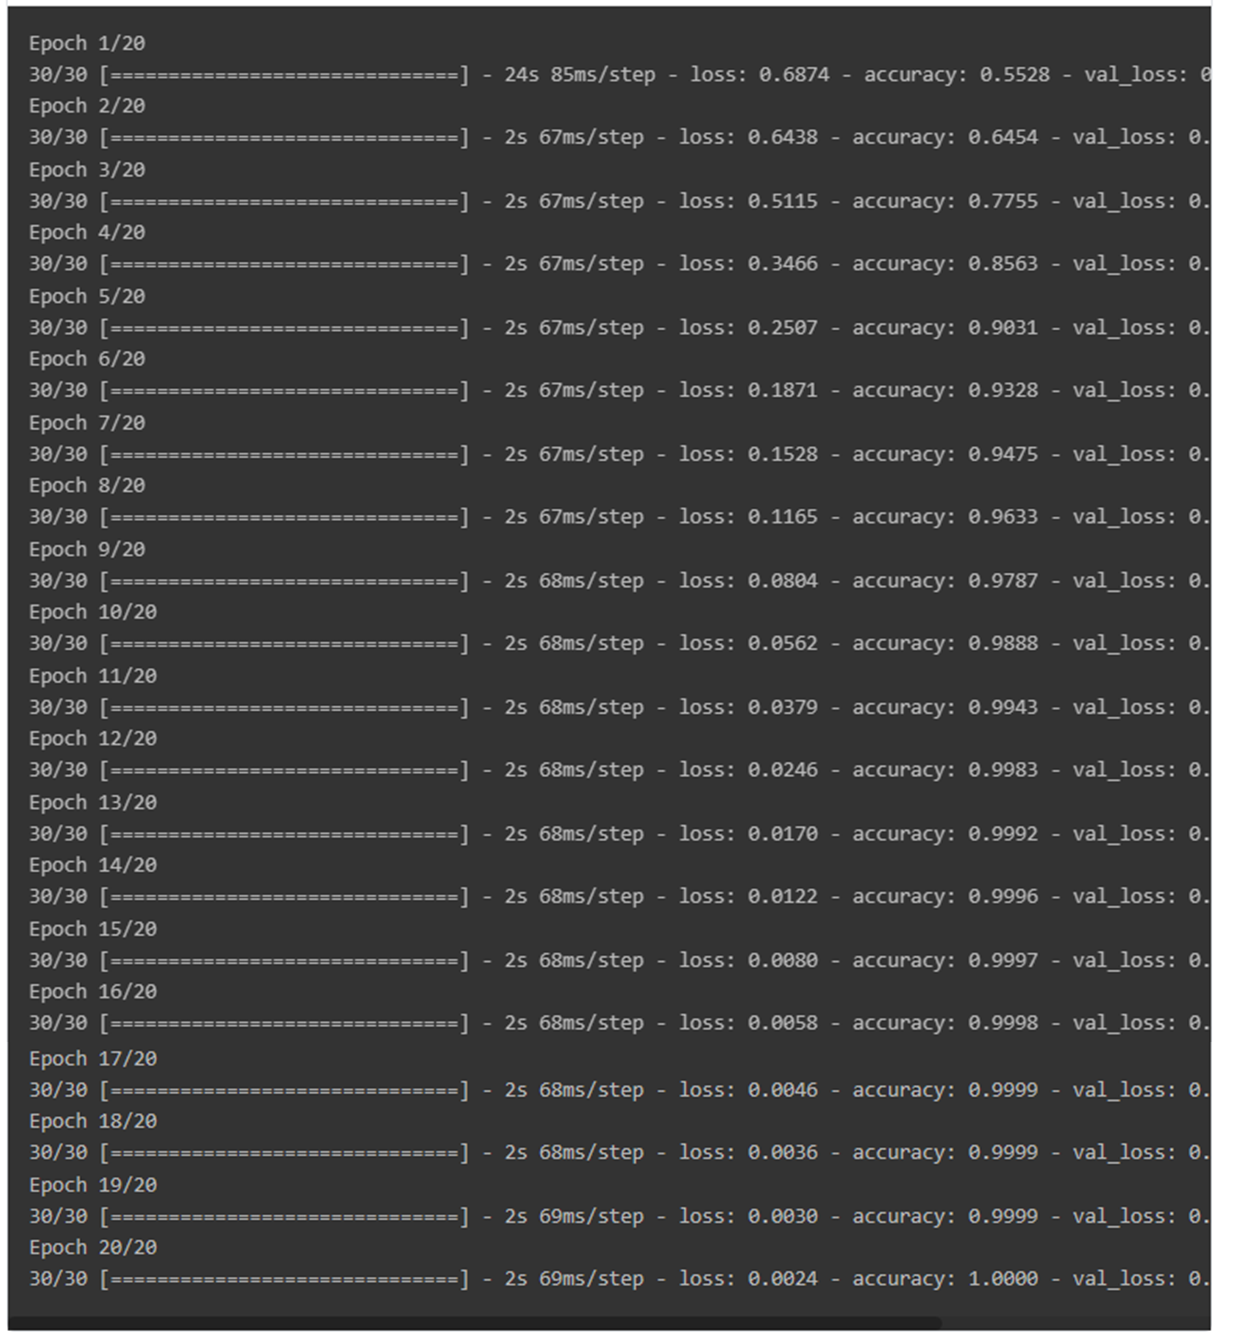 Epoch 1/20
30/30 [==============================] - 24s 85ms/step - loss: 0.6874 - accuracy: 0.5528 - val_loss: 0
Epoch 2/20
30/30 [==============================] - 2s 67ms/step - loss: 0.6438 - accuracy: 0.6454 - val_loss: 0.
Epoch 3/20
30/30 [==============================] - 2s 67ms/step - loss: 0.5115 - accuracy: 0.7755 - val_loss: 0.
Epoch 4/20
30/30 [==============================] - 2s 67ms/step - loss: 0.3466 - accuracy: 0.8563 - val_loss: 0.
Epoch 5/20
30/30 [==============================] - 2s 67ms/step - loss: 0.2507 - accuracy: 0.9031 - val_loss: 0.
Epoch 6/20
30/30 [==============================] - 2s 67ms/step - loss: 0.1871 - accuracy: 0.9328 - val_loss: 0.
Epoch 7/20
30/30 [==============================] - 2s 67ms/step - loss: 0.1528 - accuracy: 0.9475 - val_loss: 0.
Epoch 8/20
30/30 [==============================] - 2s 67ms/step - loss: 0.1165 - accuracy: 0.9633 - val_loss: 0.
Epoch 9/20
30/30 [==============================] - 2s 68ms/step - loss: 0.0804 - accuracy: 0.9787 - val_loss: 0.
Epoch 10/20
30/30 [==============================] - 2s 68ms/step - loss: 0.0562 - accuracy: 0.9888 - val_loss: 0.
Epoch 11/20
30/30 [==============================] - 2s 68ms/step - loss: 0.0379 - accuracy: 0.9943 - val_loss: 0.
Epoch 12/20
30/30 [==============================] - 2s 68ms/step - loss: 0.0246 - accuracy: 0.9983 - val_loss: 0.
Epoch 13/20
30/30 [==============================] - 2s 68ms/step - loss: 0.0170 - accuracy: 0.9992 - val_loss: 0.
Epoch 14/20
30/30 [==============================] - 2s 68ms/step - loss: 0.0122 - accuracy: 0.9996 - val_loss: 0.
Epoch 15/20
30/30 [==============================] - 2s 68ms/step - loss: 0.0080 - accuracy: 0.9997 - val_loss: 0.
Epoch 16/20
30/30 [==============================] - 2s 68ms/step - loss: 0.0058 - accuracy: 0.9998 - val_loss: 0.
Epoch 17/20
30/30 [==============================] - 2s 68ms/step - loss: 0.0046 - accuracy: 0.9999 - val_loss: 0.
Epoch 18/20
30/30 [==============================] - 2s 68ms/step - loss: 0.0036 - accuracy: 0.9999 - val_loss: 0.
Epoch 19/20
30/30 [==============================] - 2s 69ms/step - loss: 0.0030 - accuracy: 0.9999 - val_loss: 0.
Epoch 20/20
30/30 [==============================] - 2s 69ms/step - loss: 0.0024 - accuracy: 1.0000 - val_loss: 0.